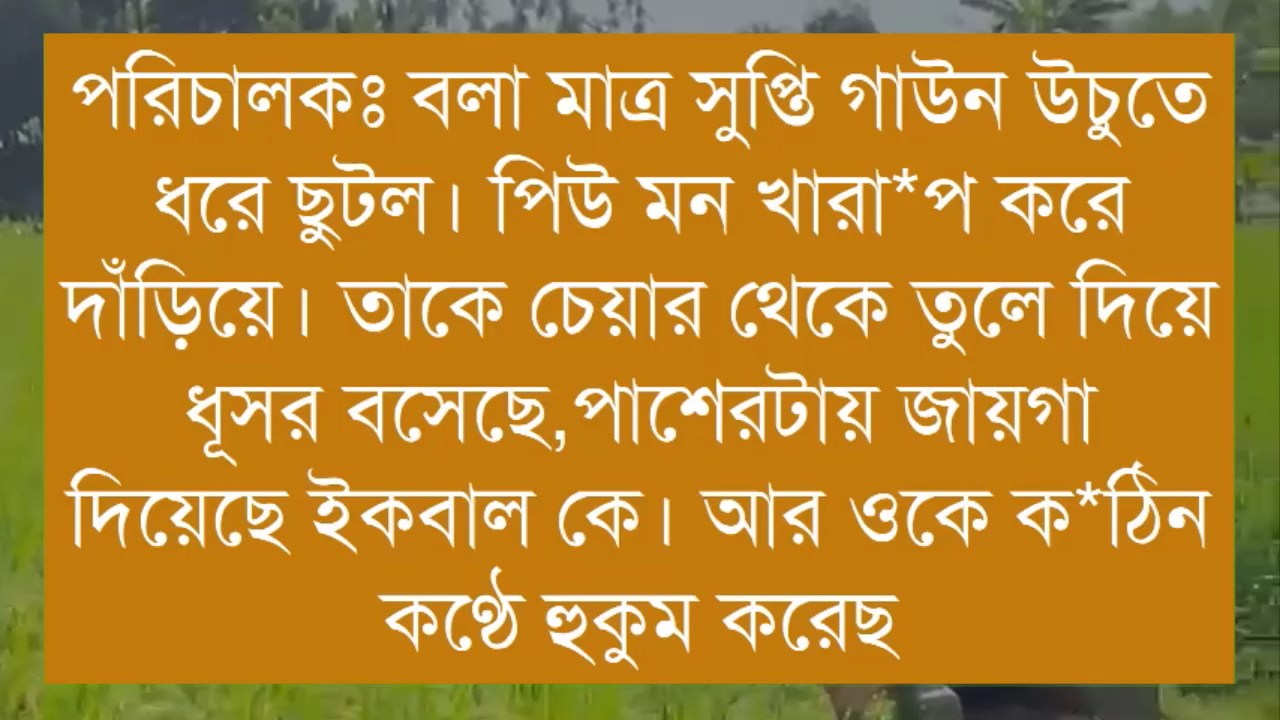 পরিচালকঃ বলা মাত্র সুপ্তি গাউন উচুতে
ধরে ছুটল। পিউ মন খারা*প করে
দাঁড়িয়ে। তাকে চেয়ার থেকে তুলে দিয়ে
ধূসর বসেছে,পাশেরটায় জায়গা
দিয়েছে ইকবাল কে। আর ওকে ক*ঠিন
কণ্ঠে হুকুম করেছ